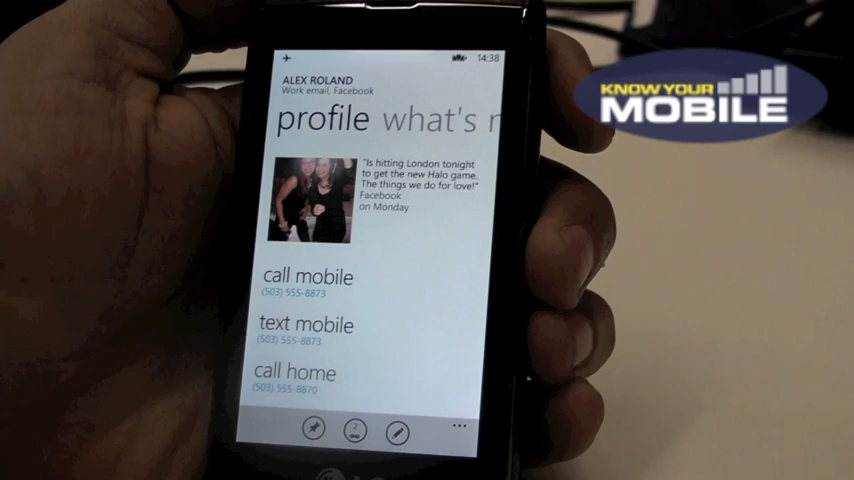 14:38
ALEX ROLAND
Work email, Facebook
profile what's
"Is hitting London tonight
to get the new Halo game.
The things we do for love!"
Facebook
on Monday
call mobile
(503) 555-8873
text mobile
(503) 555-8873
call home
(503) 555-8870
2
KNOW YOUR
MOBILE